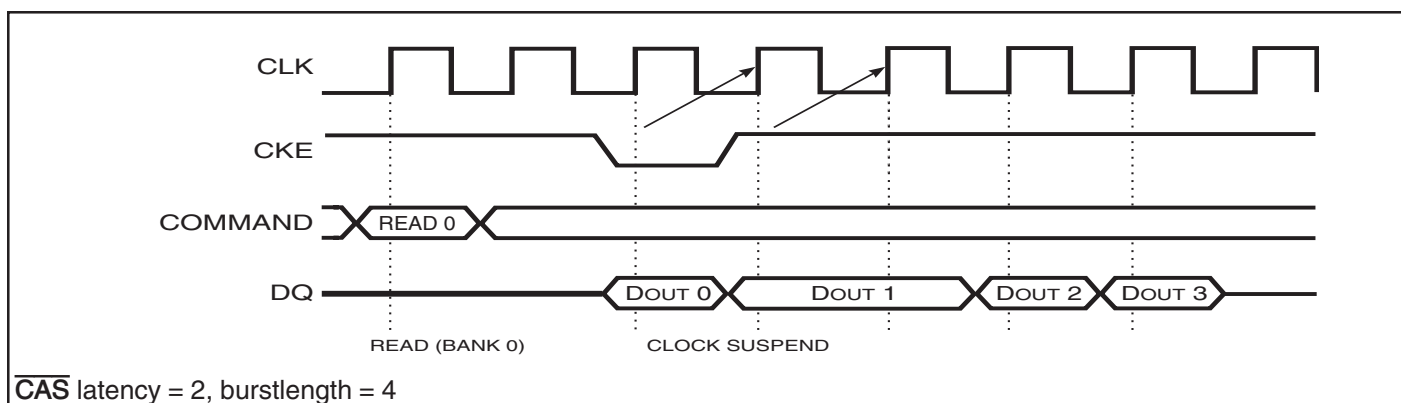 CLK
CKE
COMMAND READ 0
DQ DOUT 0 DOUT 1 DOUT 2 DOUT 3
READ (BANK 0) CLOCK SUSPEND
CAS latency = 2, burstlength = 4